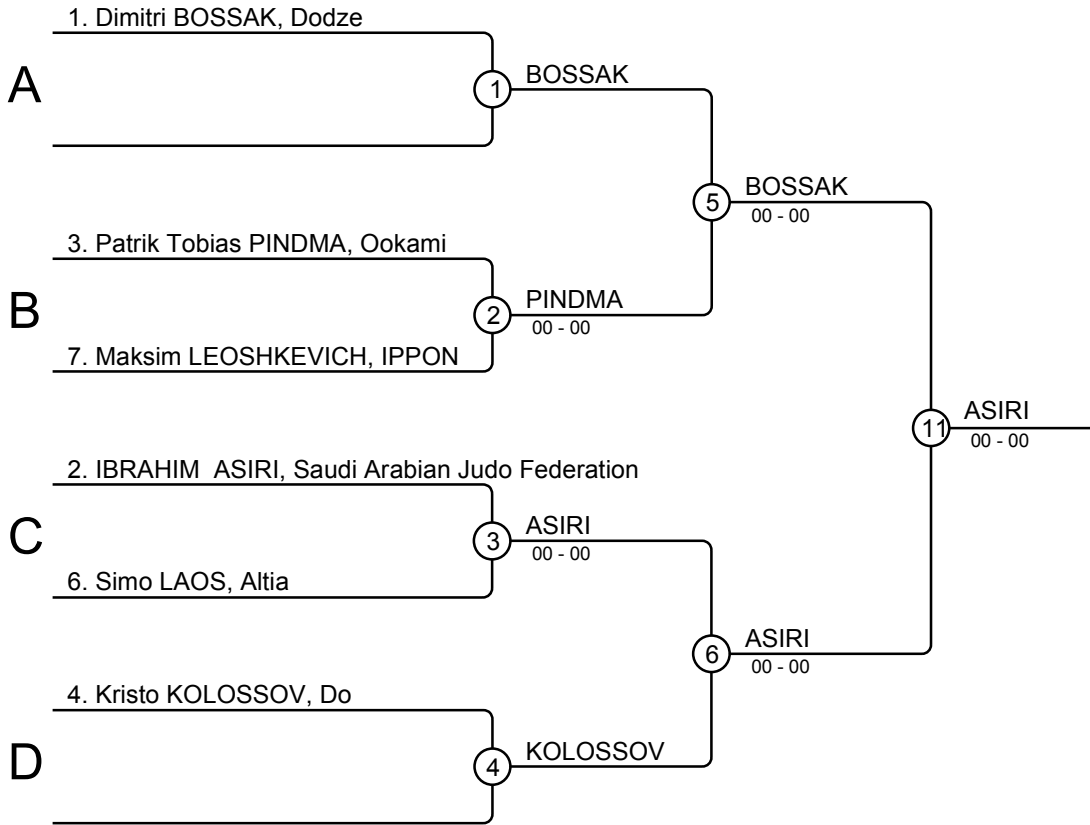 1. Dimitri BOSSAK, Dodze
A
1
BOSSAK
5
BOSSAK
00 - 00
3. Patrik Tobias PINDMA, Ookami
B
2
PINDMA
00 - 00
7. Maksim LEOSHKEVICH, IPPON
11
ASIRI
00 - 00
2. IBRAHIM  ASIRI, Saudi Arabian Judo Federation
C
3
ASIRI
00 - 00
6. Simo LAOS, Altia
6
ASIRI
00 - 00
4. Kristo KOLOSSOV, Do
D
4
KOLOSSOV